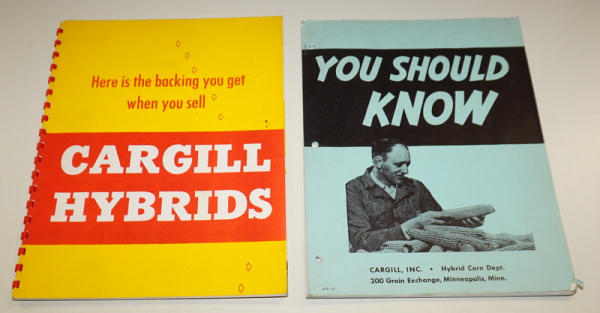 Here is the backing you get
when you sell
CARGILL
HYBRIDS
YOU SHOULD
KNOW
CARGILL, INC. • Hybrid Corn Dept.
200 Grain Exchange, Minneapolis, Minn.